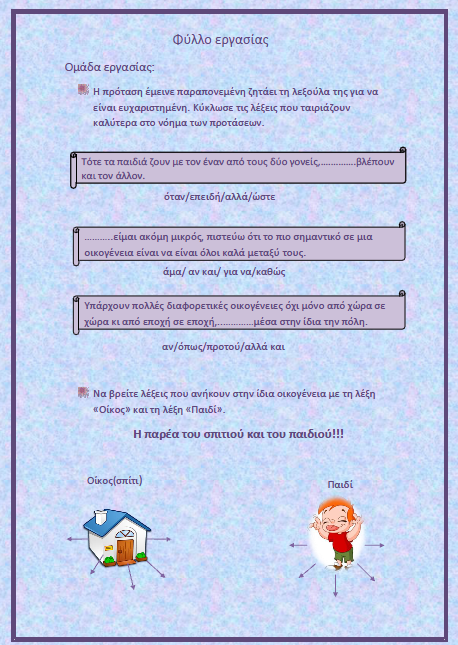 Φύλλο εργασίας
Ομάδα εργασίας:
Η πρόταση έμεινε παραπονεμένη ζητάει τη λεξούλα της για να
είναι ευχαριστημένη. Κύκλωσε τις λέξεις που ταιριάζουν
καλύτερα στο νόημα των προτάσεων.
Τότε τα παιδιά ζουν με τον έναν από τους δύο γονείς,..............βλέπουν
και τον άλλον.
όταν/επειδή/αλλά/ώστε
...........είμαι ακόμη μικρός, πιστεύω ότι το πιο σημαντικό σε μια
οικογένεια είναι να είναι όλοι καλά μεταξύ τους.
άμα/ αν και/ για να/καθώς
Υπάρχουν πολλές διαφορετικές οικογένειες όχι μόνο από χώρα σε
χώρα κι από εποχή σε εποχή,.............μέσα στην ίδια την πόλη.
αν/όπως/προτού/αλλά και
Να βρείτε λέξεις που ανήκουν στην ίδια οικογένεια με τη λέξη
«Οίκος» και τη λέξη «Παιδί».
Η παρέα του σπιτιού και του παιδιού!!!
Οίκος(σπίτι)
Παιδί